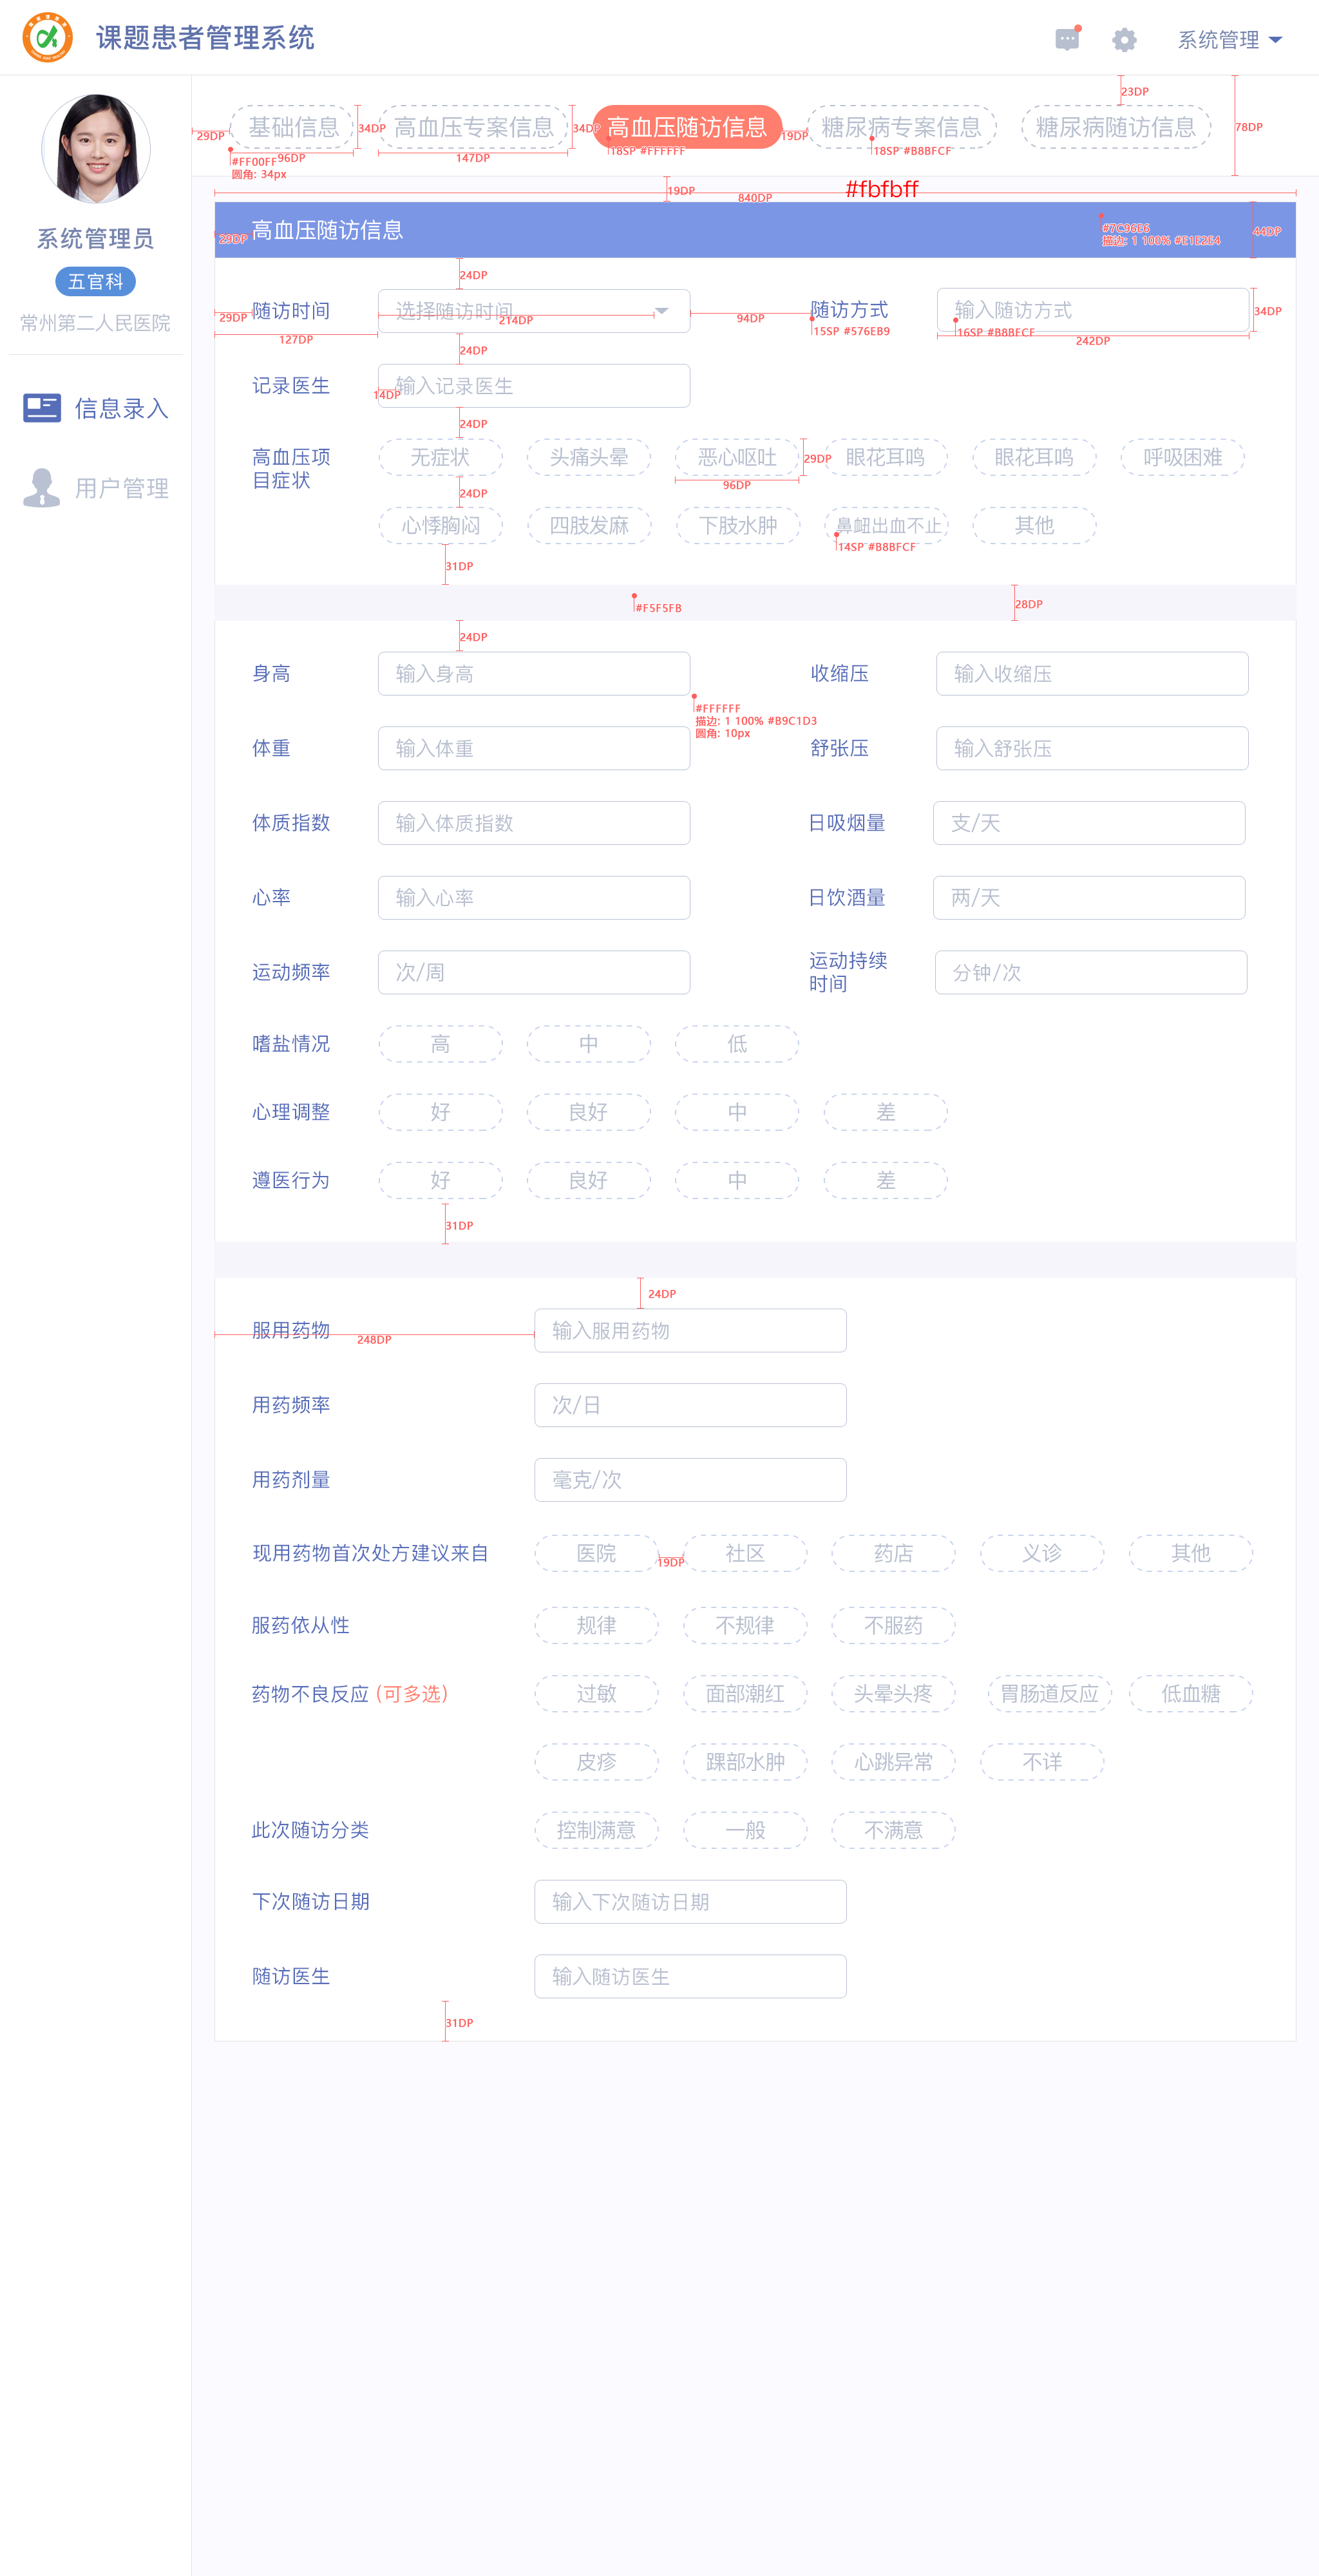 课题患者管理系统
系统管理
系统管理员
五官科
常州第二人民医院
信息录入
用户管理
23DP
78DP
基础信息
高血压专案信息
高血压随访信息
糖尿病专案信息
糖尿病随访信息
29DP
34DP
34DP
19DP
#FF00FF
圆角: 34px
96DP
147DP
18SP #FFFFFF
18SP #B8BFCF
19DP
840DP
#fbfbff
高血压随访信息
29DP
#7C96E6
描边: 1 100% #E1E2E4
44DP
24DP
随访时间
选择随访时间
随访方式
输入随访方式
29DP
214DP
94DP
34DP
127DP
15SP #576EB9
16SP #B8BFCF
242DP
24DP
记录医生
输入记录医生
14DP
24DP
高血压项
目症状
无症状
头痛头晕
恶心呕吐
29DP
眼花耳鸣
眼花耳鸣
呼吸困难
96DP
24DP
心悸胸闷
四肢发麻
下肢水肿
鼻衄出血不止
其他
14SP #B8BFCF
31DP
#F5F5FB
28DP
24DP
身高
输入身高
收缩压
输入收缩压
#FFFFFF
描边: 1 100% #B9C1D3
圆角: 10px
体重
输入体重
舒张压
输入舒张压
体质指数
输入体质指数
日吸烟量
支/天
心率
输入心率
日饮酒量
两/天
运动频率
次/周
运动持续
时间
分钟/次
嗜盐情况
高
中
低
心理调整
好
良好
中
差
遵医行为
好
良好
中
差
31DP
24DP
服用药物
输入服用药物
248DP
用药频率
次/日
用药剂量
毫克/次
现用药物首次处方建议来自
医院
19DP
社区
药店
义诊
其他
服药依从性
规律
不规律
不服药
药物不良反应 (可多选)
过敏
面部潮红
头晕头疼
胃肠道反应
低血糖
皮疹
踝部水肿
心跳异常
不详
此次随访分类
控制满意
一般
不满意
下次随访日期
输入下次随访日期
随访医生
输入随访医生
31DP